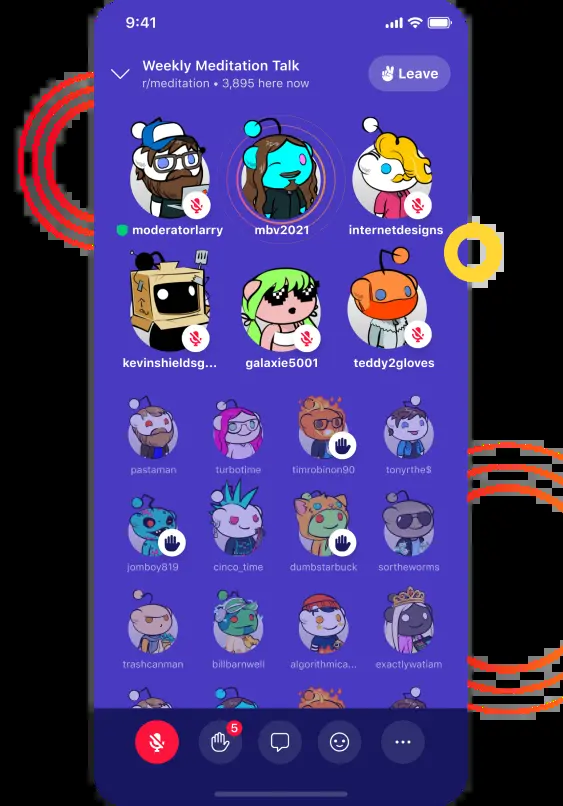 9:41
Weekly Meditation Talk
r/meditation • 3,895 here now
Leave
moderatorlarry mbv2021 internetdesigns
kevinshieldsg... galaxie5001 teddy2gloves
pastaman turbotime timrobinon90 tonyrthe$
jomboy819 cinco_time dumbstarbuck sortheworms
trashcanman billbarnwell algorithmica... exactlywatiam
5